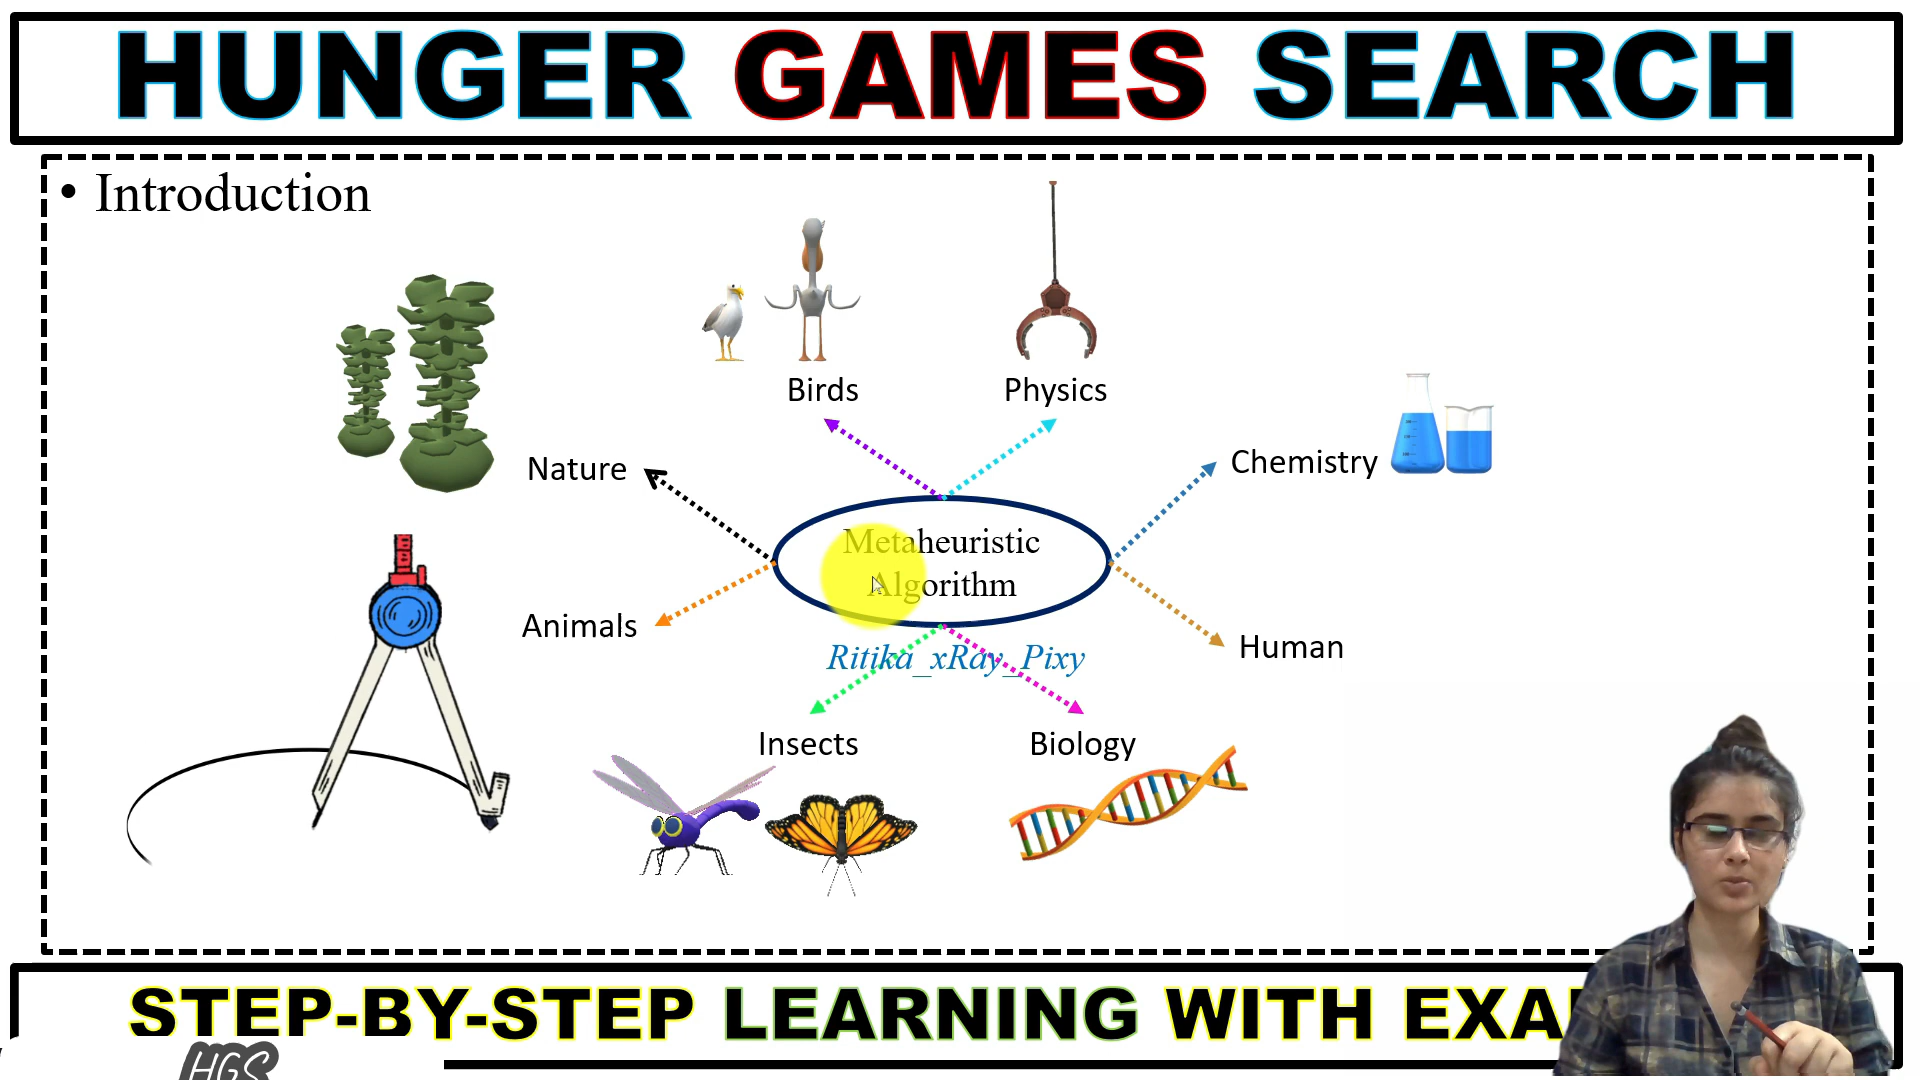 HUNGER GAMES SEARCH
• Introduction
Birds
Physics
Nature
Chemistry
Metaheuristic
Algorithm
Animals
Human
Ritika_xRay_Pixy
Insects
Biology
STEP-BY-STEP LEARNING WITH EXA
HGS